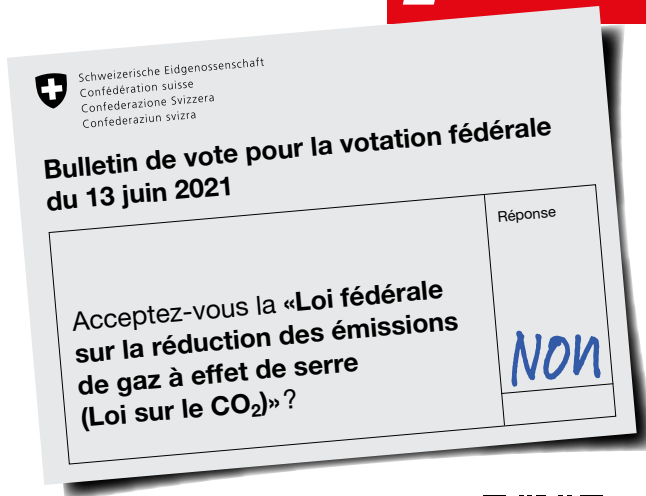 Schweizerische Eidgenossenschaft
Confédération suisse
Confederazione Svizzera
Confederaziun svizra
Bulletin de vote pour la votation fédérale
du 13 juin 2021
Réponse
Acceptez-vous la «Loi fédérale
sur la réduction des émissions
de gaz à effet de serre
(Loi sur le CO₂)»?
NON